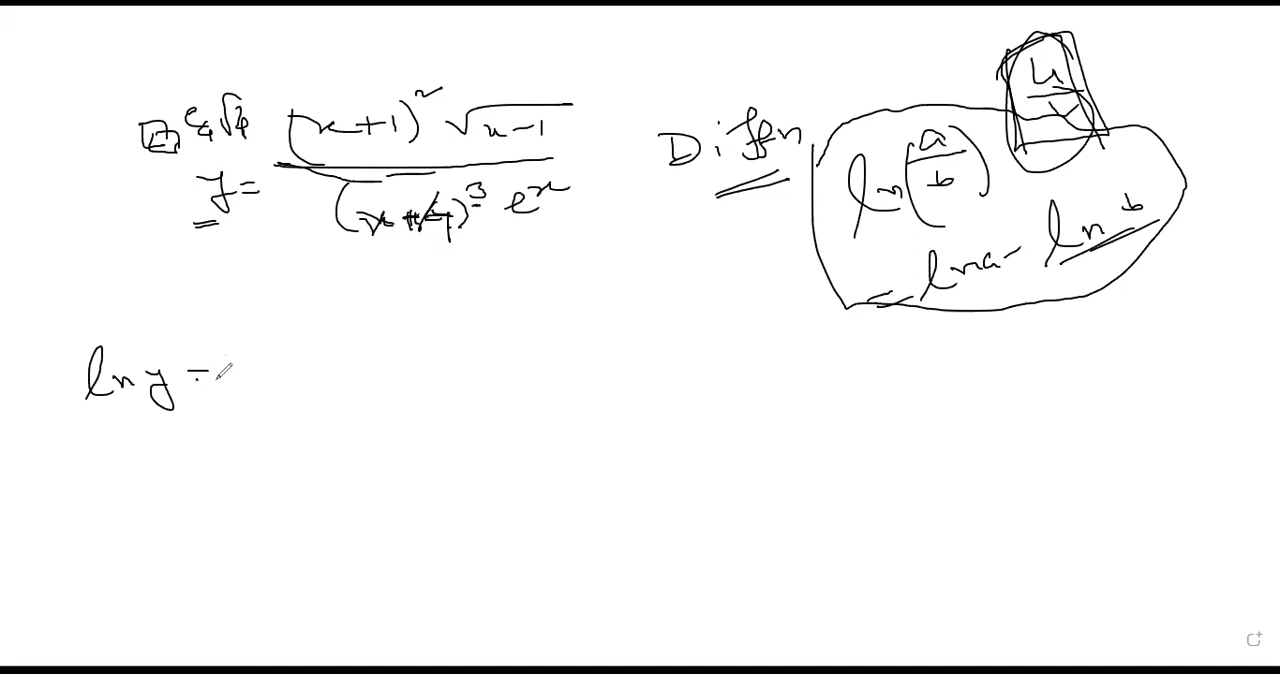 y = (x+1)² √x-1 / (x+4)³ eˣ
Diffn
u/v
ln(a/b)
= ln a - ln b
ln y =